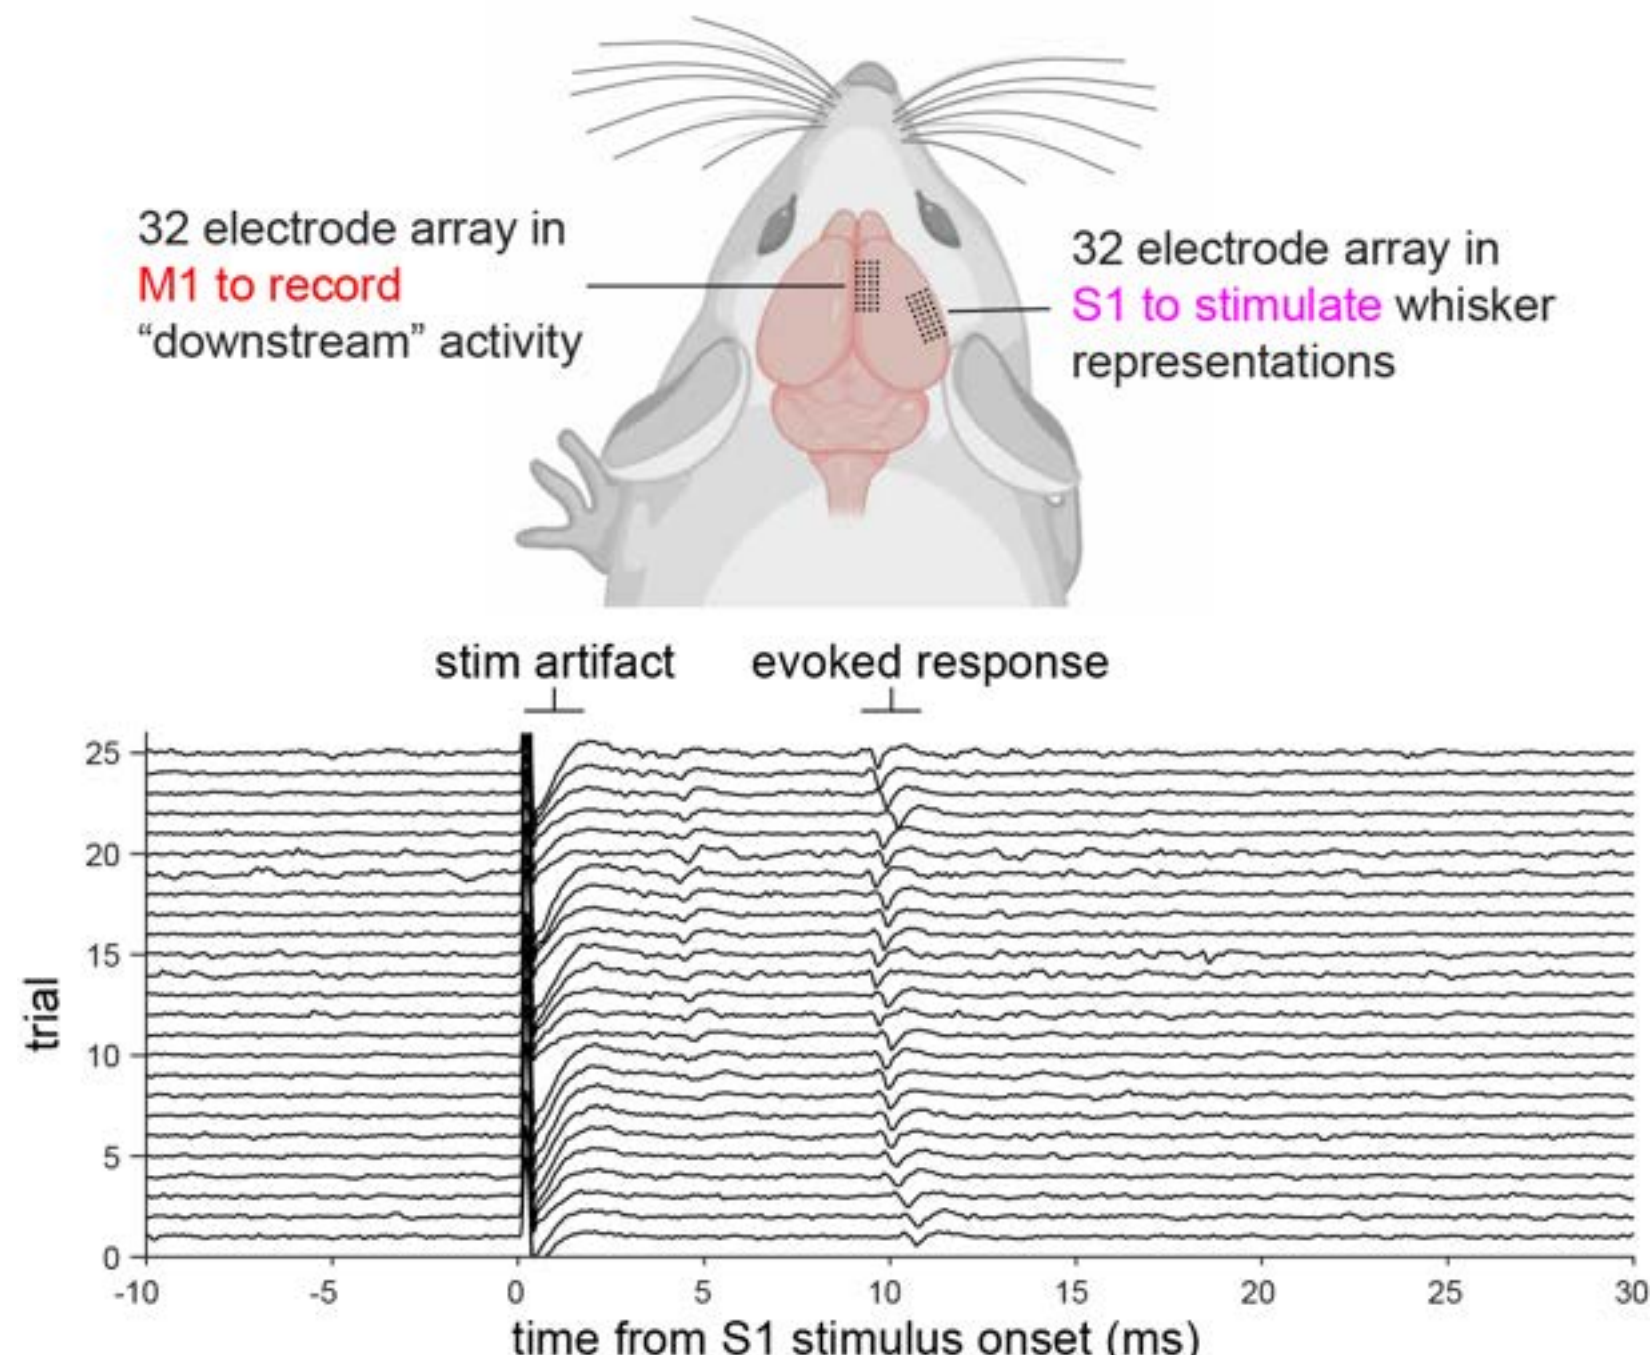 32 electrode array in
M1 to record
“downstream” activity
32 electrode array in
S1 to stimulate whisker
representations
stim artifact
evoked response
25
20
15
10
5
0
trial
-10
-5
0
5
10
15
20
25
30
time from S1 stimulus onset (ms)